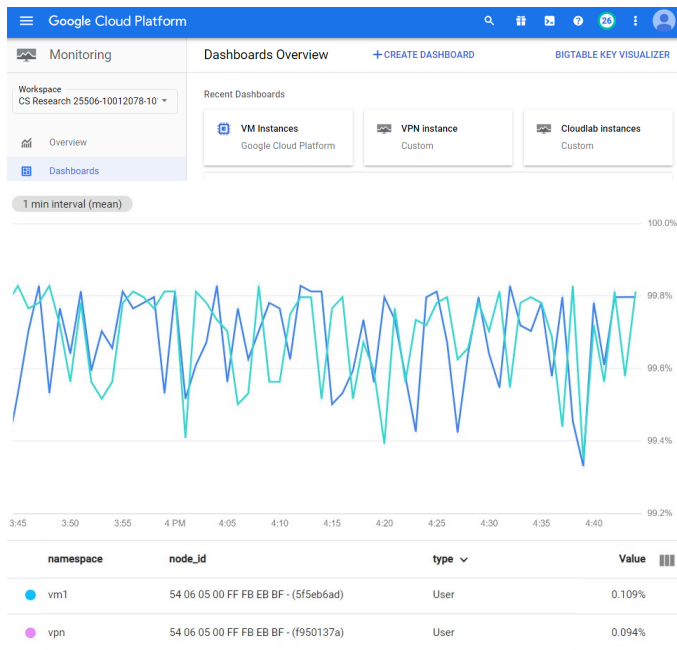 Google Cloud Platform
26
Monitoring
Dashboards Overview
CREATE DASHBOARD
BIGTABLE KEY VISUALIZER
Workspace
CS Research 25506-10012078-10
Recent Dashboards
VM Instances
Google Cloud Platform
VPN instance
Custom
Cloudlab instances
Custom
Overview
Dashboards
1 min interval (mean)
100.0%
99.8%
99.6%
99.4%
99.2%
3:45 3:50 3:55 4 PM 4:05 4:10 4:15 4:20 4:25 4:30 4:35 4:40
namespace node_id type Value
vm1 54 06 05 00 FF FB EB BF - (5f5eb6ad) User 0.109%
vpn 54 06 05 00 FF FB EB BF - (f950137a) User 0.094%